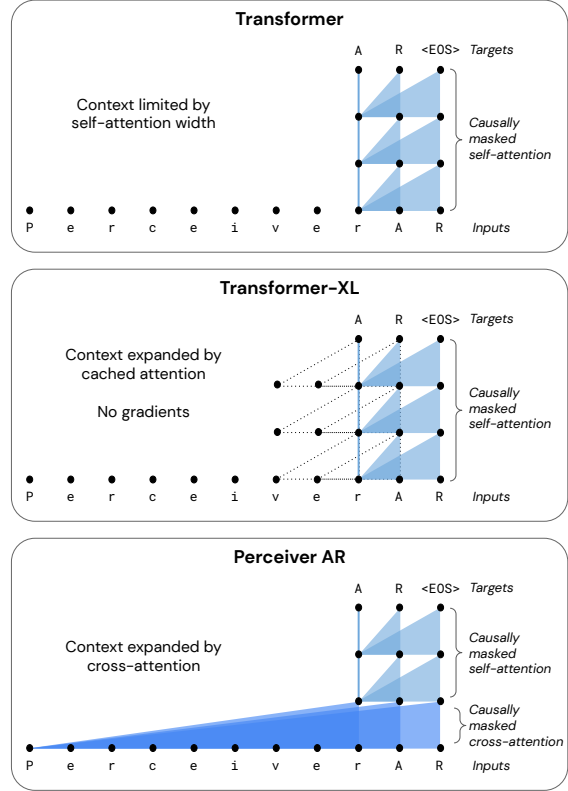 Transformer
A R <EOS> Targets
Context limited by
self-attention width
Causally
masked
self-attention
P e r c e i v e r A R Inputs
Transformer-XL
A R <EOS> Targets
Context expanded by
cached attention
No gradients
Causally
masked
self-attention
P e r c e i v e r A R Inputs
Perceiver AR
A R <EOS> Targets
Context expanded by
cross-attention
Causally
masked
self-attention
Causally
masked
cross-attention
P e r c e i v e r A R Inputs